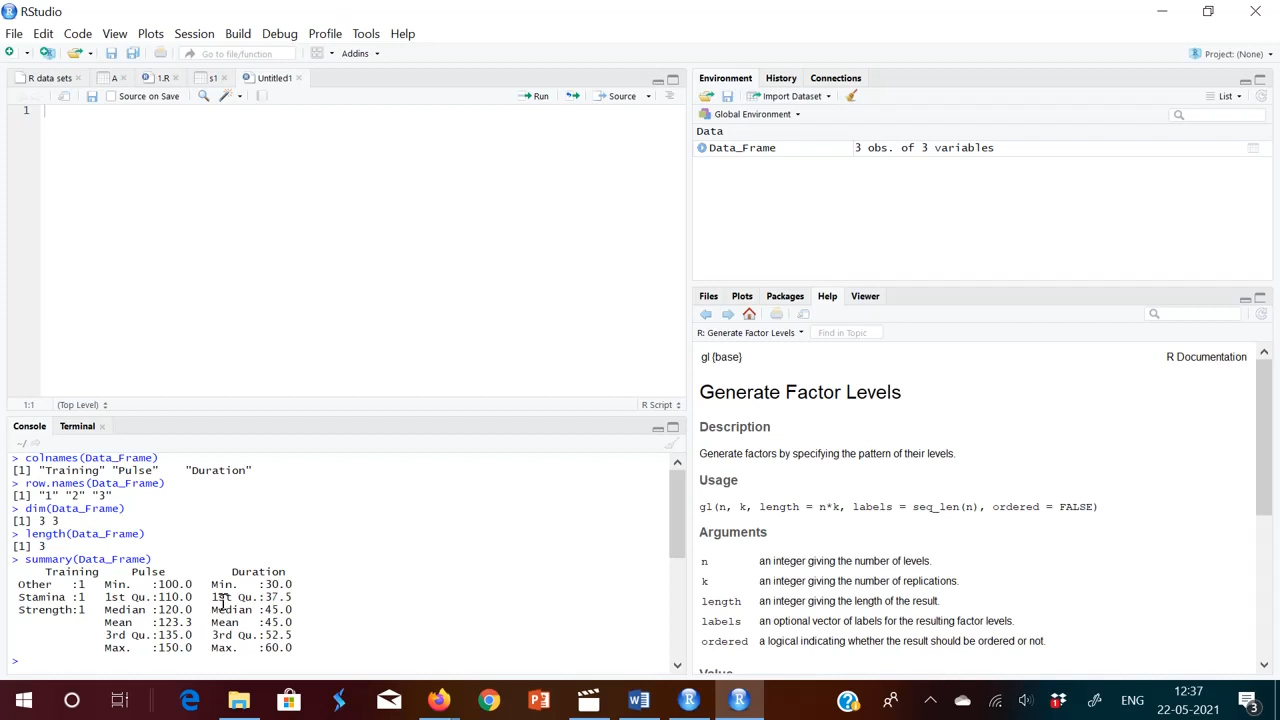 RStudio
File Edit Code View Plots Session Build Debug Profile Tools Help
Go to file/function Addins Project: (None)
R data sets A 1.R s1 Untitled1
Source on Save Run Source
1
1:1 (Top Level) R Script
Console Terminal
~/
> colnames(Data_Frame)
[1] "Training" "Pulse"    "Duration"
> row.names(Data_Frame)
[1] "1" "2" "3"
> dim(Data_Frame)
[1] 3 3
> length(Data_Frame)
[1] 3
> summary(Data_Frame)
Training Pulse Duration
Other :1 Min. :100.0 Min. :30.0
Stamina :1 1st Qu.:110.0 1st Qu.:37.5
Strength:1 Median :120.0 Median :45.0
Mean :123.3 Mean :45.0
3rd Qu.:135.0 3rd Qu.:52.5
Max. :150.0 Max. :60.0
>
Environment History Connections
Import Dataset List
Global Environment
Data
Data_Frame 3 obs. of 3 variables
Files Plots Packages Help Viewer
R: Generate Factor Levels Find in Topic
gl {base} R Documentation
Generate Factor Levels
Description
Generate factors by specifying the pattern of their levels.
Usage
gl(n, k, length = n*k, labels = seq_len(n), ordered = FALSE)
Arguments
n an integer giving the number of levels.
k an integer giving the number of replications.
length an integer giving the length of the result.
labels an optional vector of labels for the resulting factor levels.
ordered a logical indicating whether the result should be ordered or not.
Value
ENG 12:37
22-05-2021
3